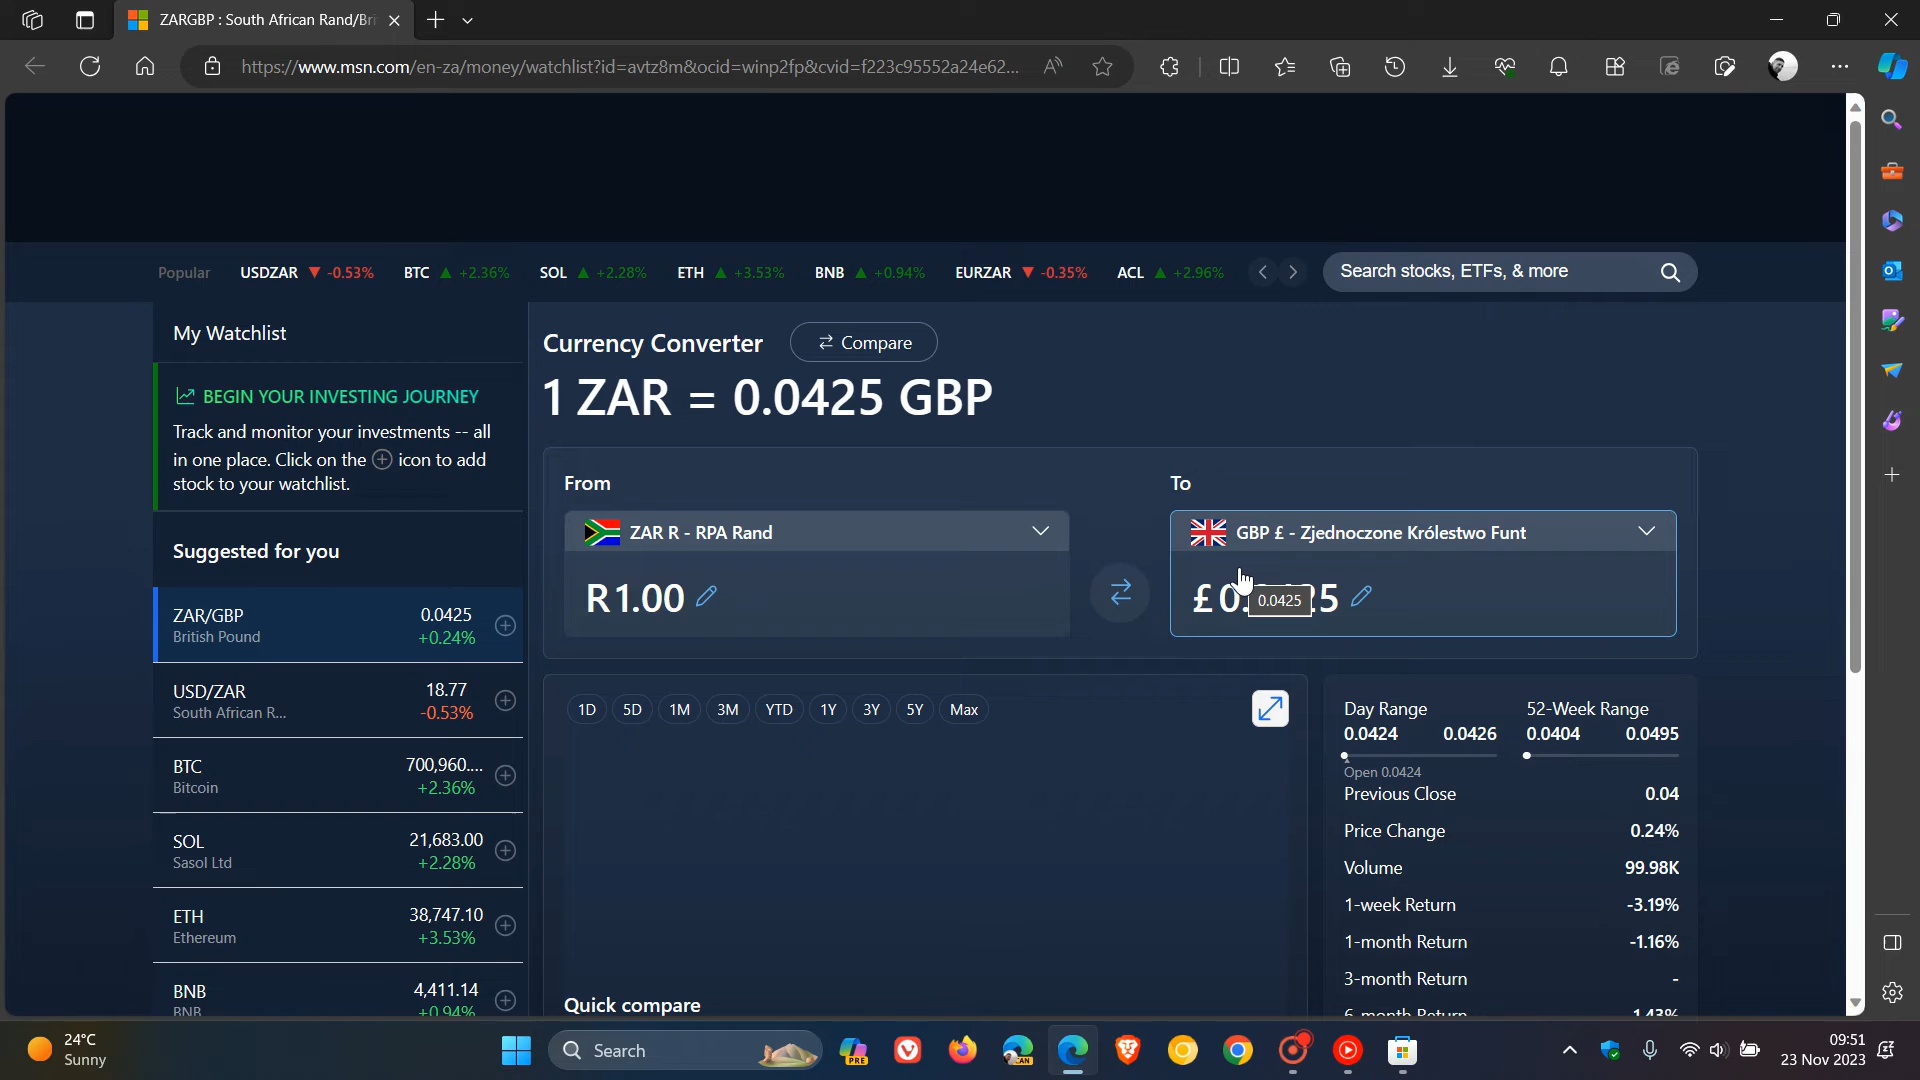 ZARGBP : South African Rand/Bri
https://www.msn.com/en-za/money/watchlist?id=avtz8m&ocid=winp2fp&cvid=f223c95552a24e62...
Popular USDZAR ▼ -0.53% BTC ▲ +2.36% SOL ▲ +2.28% ETH ▲ +3.53% BNB ▲ +0.94% EURZAR ▼ -0.35% ACL ▲ +2.96%
Search stocks, ETFs, & more
My Watchlist
BEGIN YOUR INVESTING JOURNEY
Track and monitor your investments -- all
in one place. Click on the + icon to add
stock to your watchlist.
Suggested for you
ZAR/GBP 0.0425
British Pound +0.24%
USD/ZAR 18.77
South African R... -0.53%
BTC 700,960....
Bitcoin +2.36%
SOL 21,683.00
Sasol Ltd +2.28%
ETH 38,747.10
Ethereum +3.53%
BNB 4,411.14
BNB +0.94%
Currency Converter Compare
1 ZAR = 0.0425 GBP
From
ZAR R - RPA Rand
R1.00
To
GBP £ - Zjednoczone Królestwo Funt
0.0425
1D 5D 1M 3M YTD 1Y 3Y 5Y Max
Quick compare
Day Range 52-Week Range
0.0424 0.0426 0.0404 0.0495
Open 0.0424
Previous Close 0.04
Price Change 0.24%
Volume 99.98K
1-week Return -3.19%
1-month Return -1.16%
3-month Return -
6-month Return 1.43%
24°C
Sunny
Search
PRE
CAN
09:51
23 Nov 2023